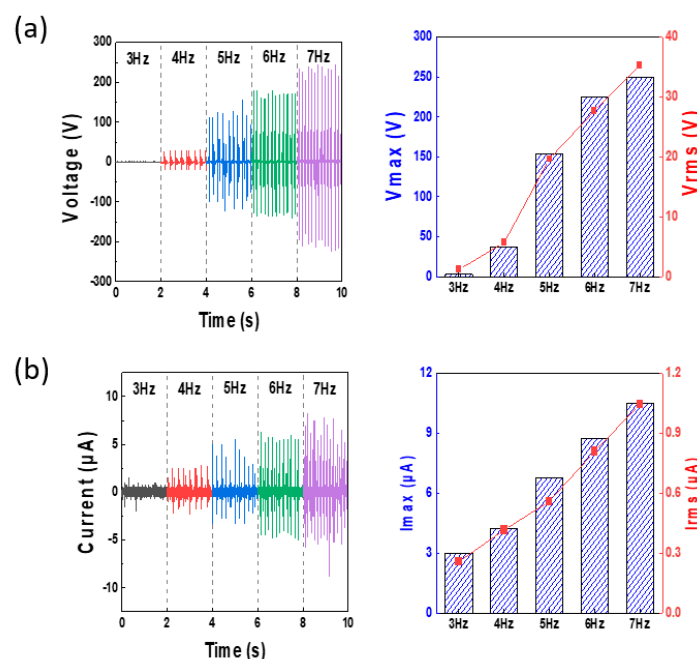 (a)
300
200
100
0
-100
-200
-300
Voltage (V)
3Hz 4Hz 5Hz 6Hz 7Hz
0 2 4 6 8 10
Time (s)
300
250
200
150
100
50
0
Vmax (V)
3Hz 4Hz 5Hz 6Hz 7Hz
40
30
20
10
0
Vrms (V)
(b)
10
5
0
-5
-10
Current (µA)
3Hz 4Hz 5Hz 6Hz 7Hz
0 2 4 6 8 10
Time (s)
12
9
6
3
0
Imax (µA)
3Hz 4Hz 5Hz 6Hz 7Hz
1.2
0.9
0.6
0.3
0.0
Irms (µA)